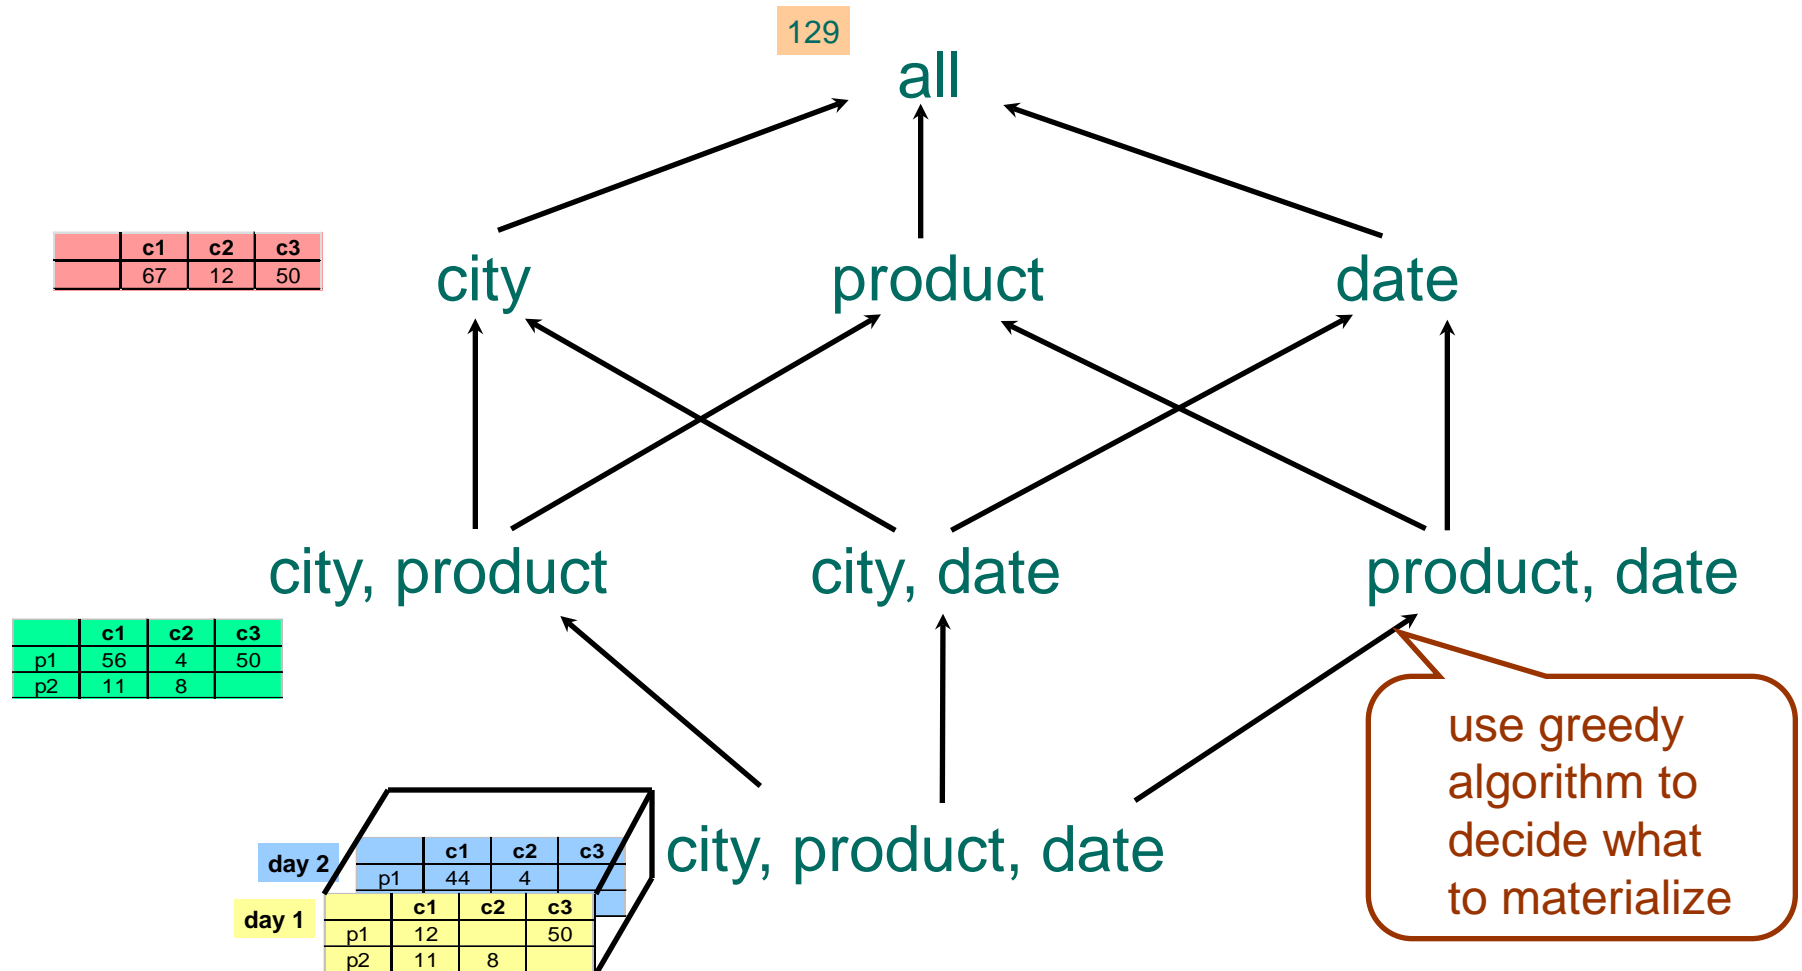 129
all
c1 c2 c3
67 12 50
city product date
city, product city, date product, date
c1 c2 c3
p1 56 4 50
p2 11 8
use greedy
algorithm to
decide what
to materialize
city, product, date
day 2
c1 c2 c3
p1 44 4
day 1
c1 c2 c3
p1 12 50
p2 11 8